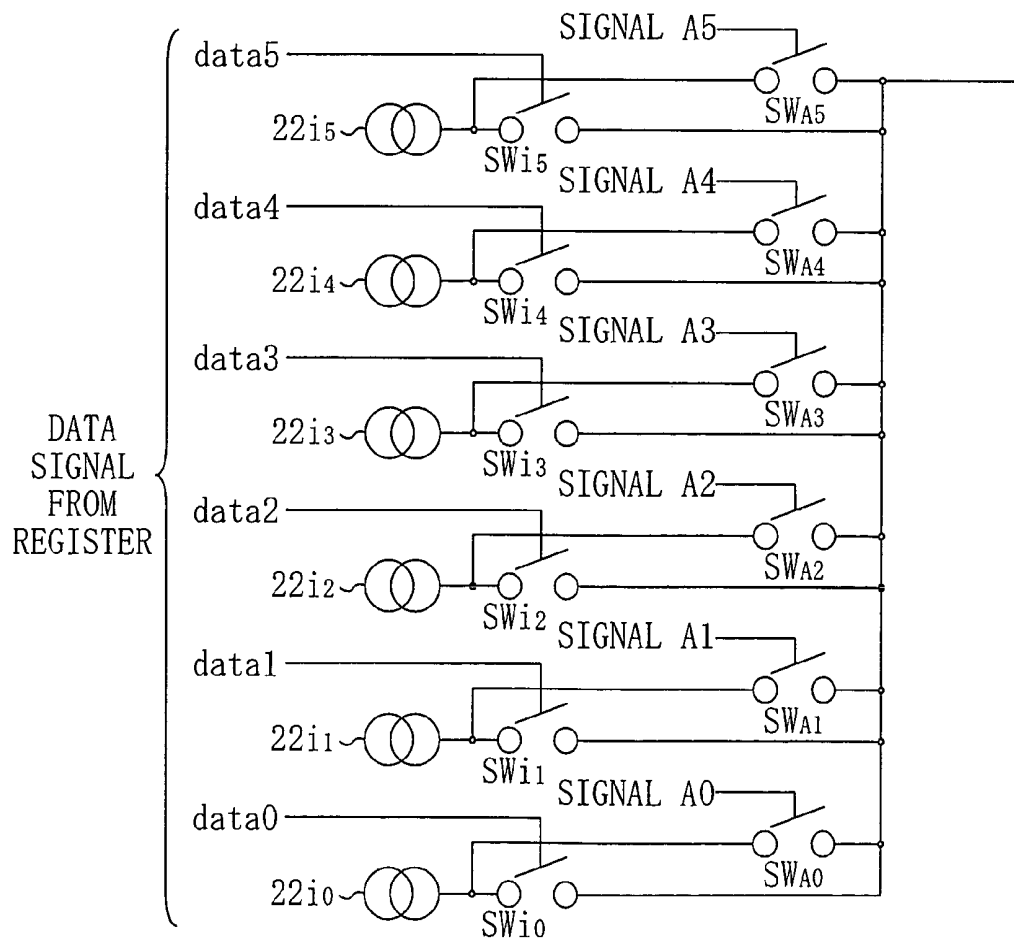 SIGNAL A5
data5
SWA5
22i5
SWi5
SIGNAL A4
data4
SWA4
22i4
SWi4
SIGNAL A3
data3
SWA3
22i3
SWi3
DATA
SIGNAL
FROM
REGISTER
SIGNAL A2
data2
SWA2
22i2
SWi2
SIGNAL A1
data1
SWA1
22i1
SWi1
SIGNAL A0
data0
SWA0
22i0
SWi0